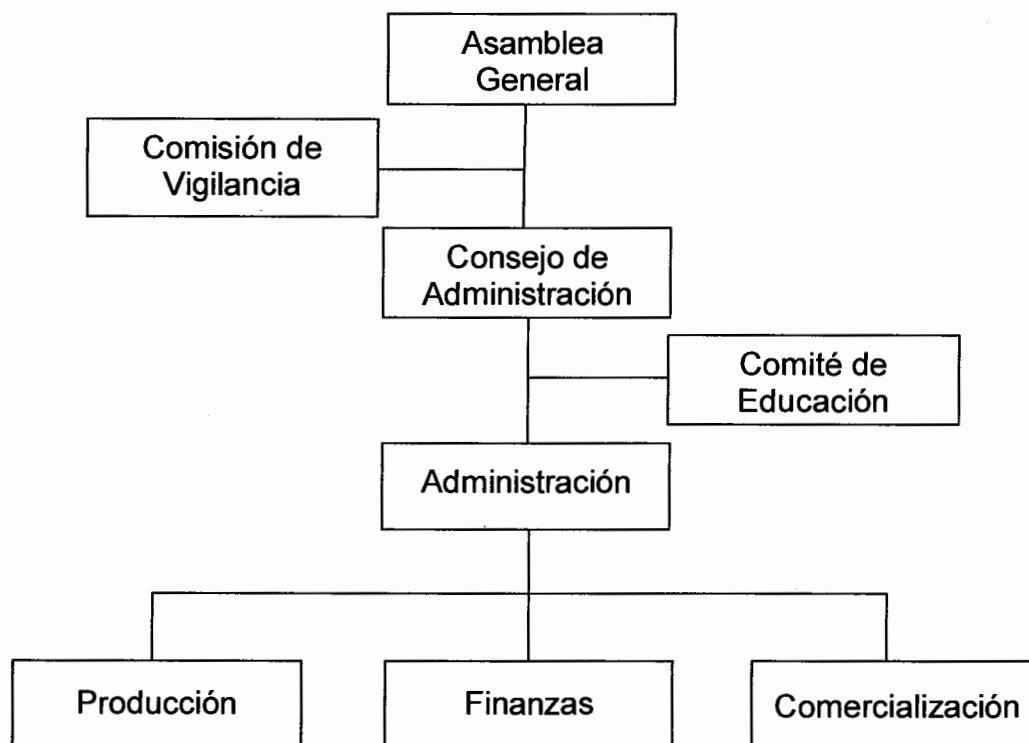 Asamblea
General
Comisión de
Vigilancia
Consejo de
Administración
Comité de
Educación
Administración
Producción
Finanzas
Comercialización